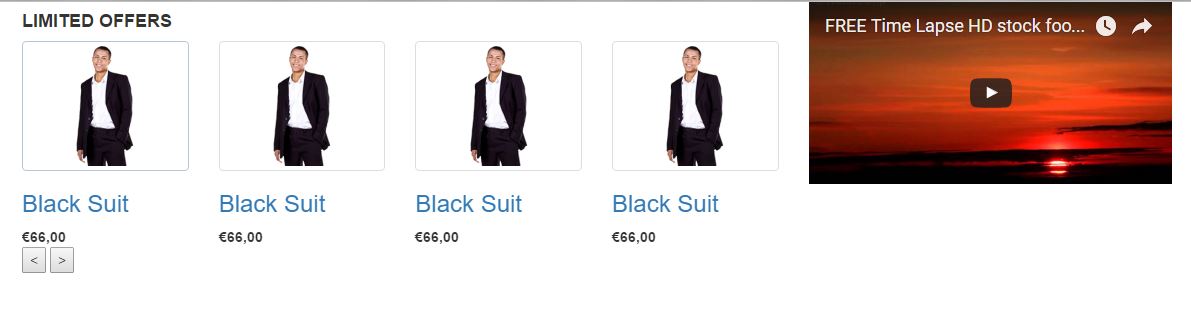 LIMITED OFFERS
FREE Time Lapse HD stock foo...
Black Suit Black Suit Black Suit Black Suit
€66,00 €66,00 €66,00 €66,00
< >